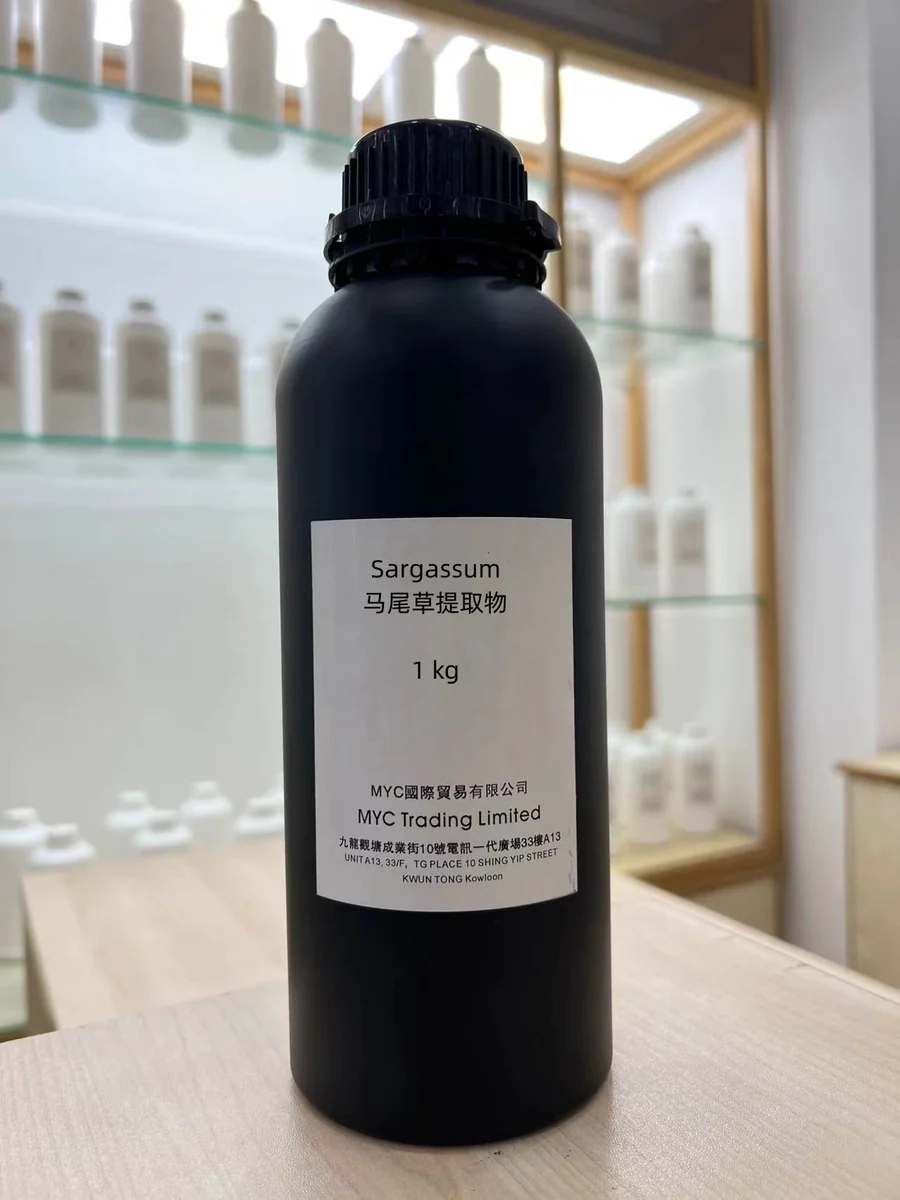 Sargassum
马尾草提取物
1 kg
MYC國際貿易有限公司
MYC Trading Limited
九龍觀塘成業街10號電訊一代廣場33樓A13
UNIT A13, 33/F, TG PLACE 10 SHING YIP STREET
KWUN TONG Kowloon